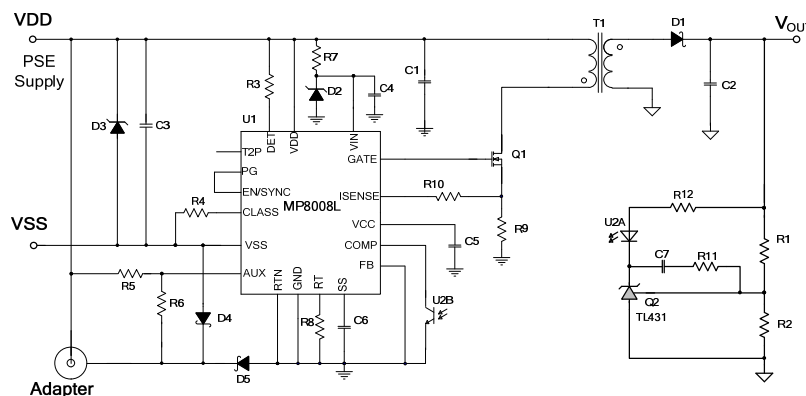 VDD
T1
D1
VOUT
PSE
Supply
R7
R3
D2
C4
C1
C2
D3
C3
U1
DET
VDD
VIN
T2P
PG
EN/SYNC
CLASS
VSS
AUX
MP8008L
GATE
ISENSE
VCC
COMP
FB
RTN
GND
RT
SS
Q1
R10
R9
R4
VSS
C5
R12
U2A
R1
C7
R11
Q2
TL431
R2
R5
R6
D4
R8
C6
U2B
D5
Adapter